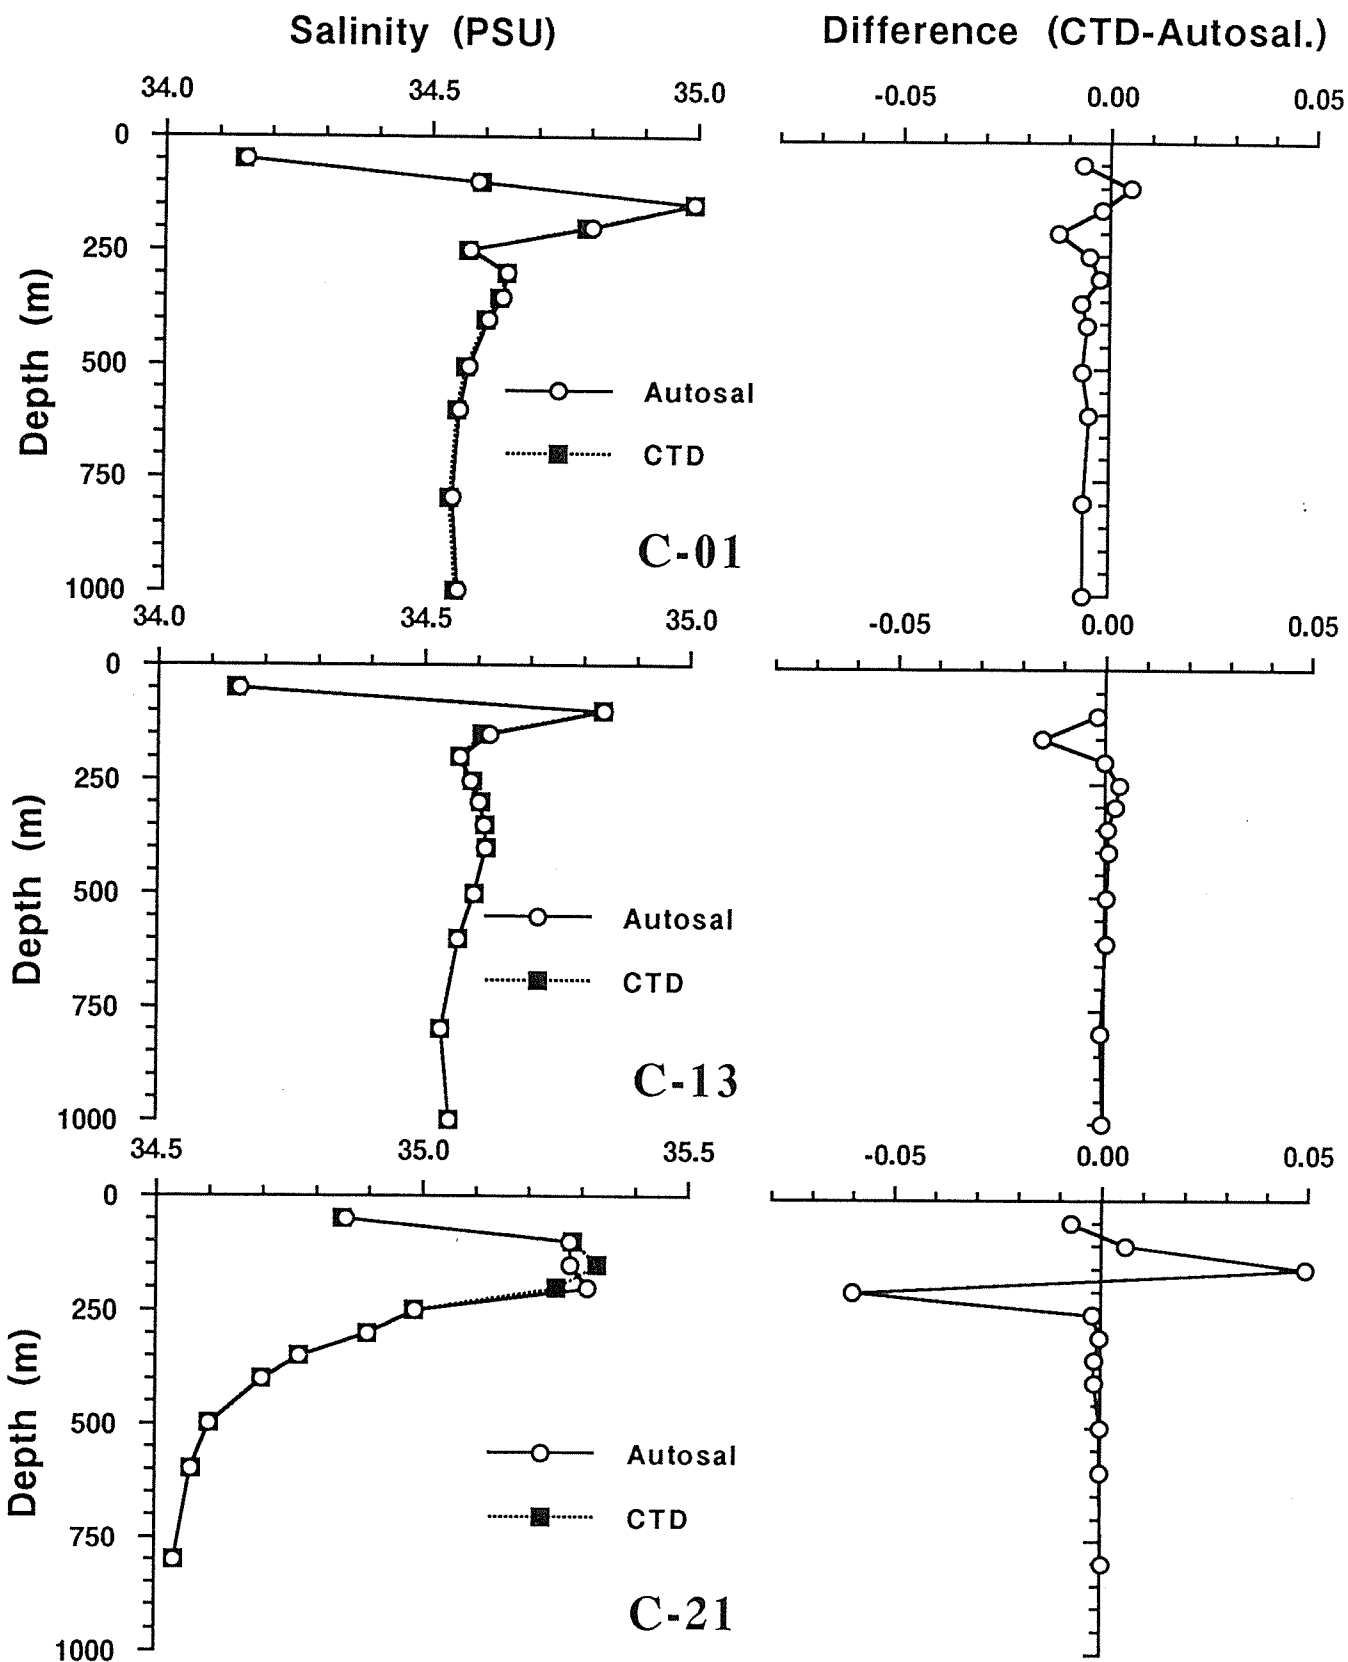 Salinity (PSU) Difference (CTD-Autosal.)
34.0 34.5 35.0 -0.05 0.00 0.05
0
250
500
750
1000
Depth (m)
Autosal
CTD
C-01
34.0 34.5 35.0 -0.05 0.00 0.05
0
250
500
750
1000
Depth (m)
Autosal
CTD
C-13
34.5 35.0 35.5 -0.05 0.00 0.05
0
250
500
750
1000
Depth (m)
Autosal
CTD
C-21